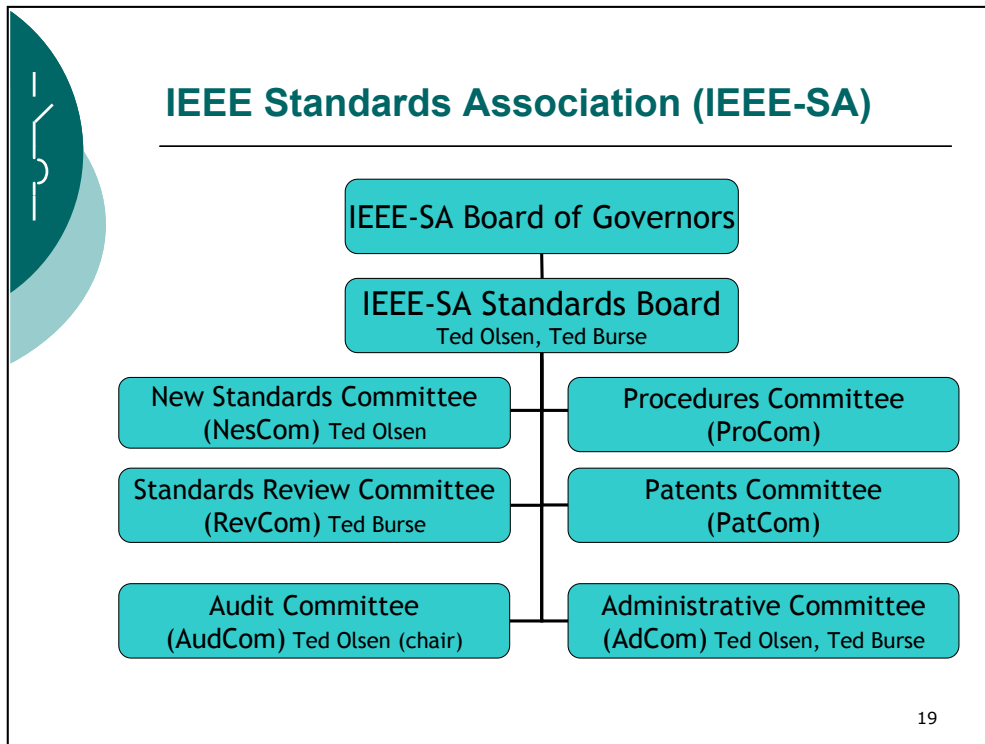 IEEE Standards Association (IEEE-SA)
IEEE-SA Board of Governors
IEEE-SA Standards Board
Ted Olsen, Ted Burse
New Standards Committee
(NesCom) Ted Olsen
Procedures Committee
(ProCom)
Standards Review Committee
(RevCom) Ted Burse
Patents Committee
(PatCom)
Audit Committee
(AudCom) Ted Olsen (chair)
Administrative Committee
(AdCom) Ted Olsen, Ted Burse
19